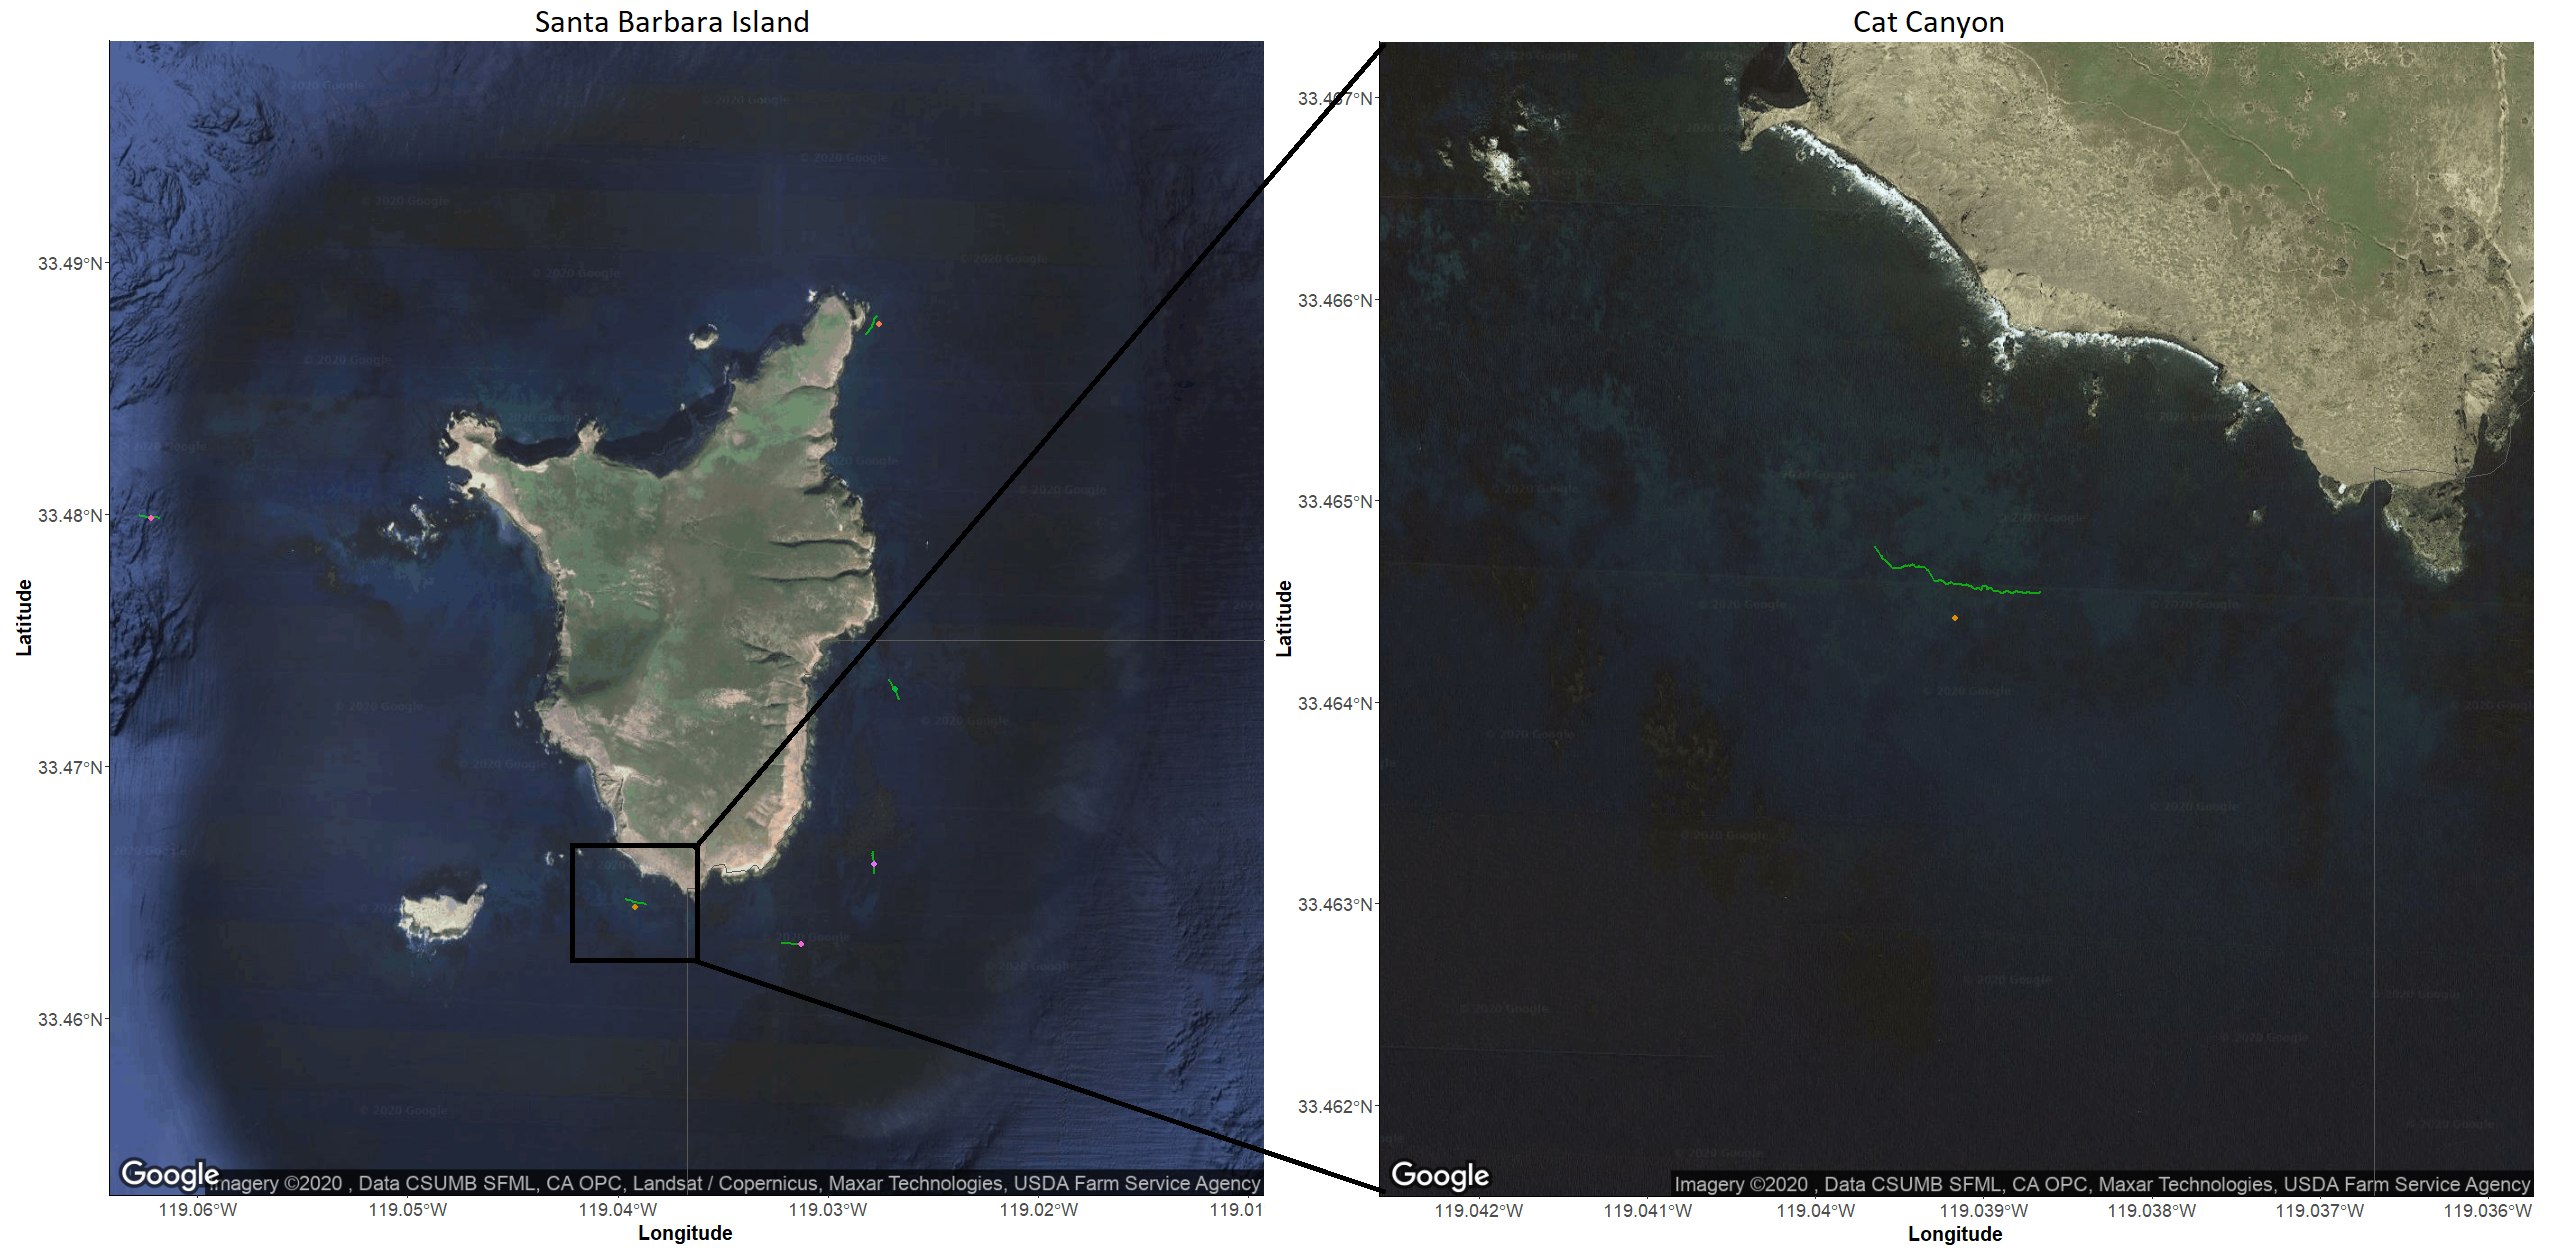 Santa Barbara Island
Cat Canyon
33.49°N
33.48°N
33.47°N
33.46°N
Latitude
119.06°W
119.05°W
119.04°W
119.03°W
119.02°W
119.01
Longitude
Google
Imagery ©2020 , Data CSUMB SFML, CA OPC, Landsat / Copernicus, Maxar Technologies, USDA Farm Service Agency
33.467°N
33.466°N
33.465°N
33.464°N
33.463°N
33.462°N
Latitude
119.042°W
119.041°W
119.04°W
119.039°W
119.038°W
119.037°W
119.036°W
Longitude
Google
Imagery ©2020 , Data CSUMB SFML, CA OPC, Maxar Technologies, USDA Farm Service Agency
© 2020 Google